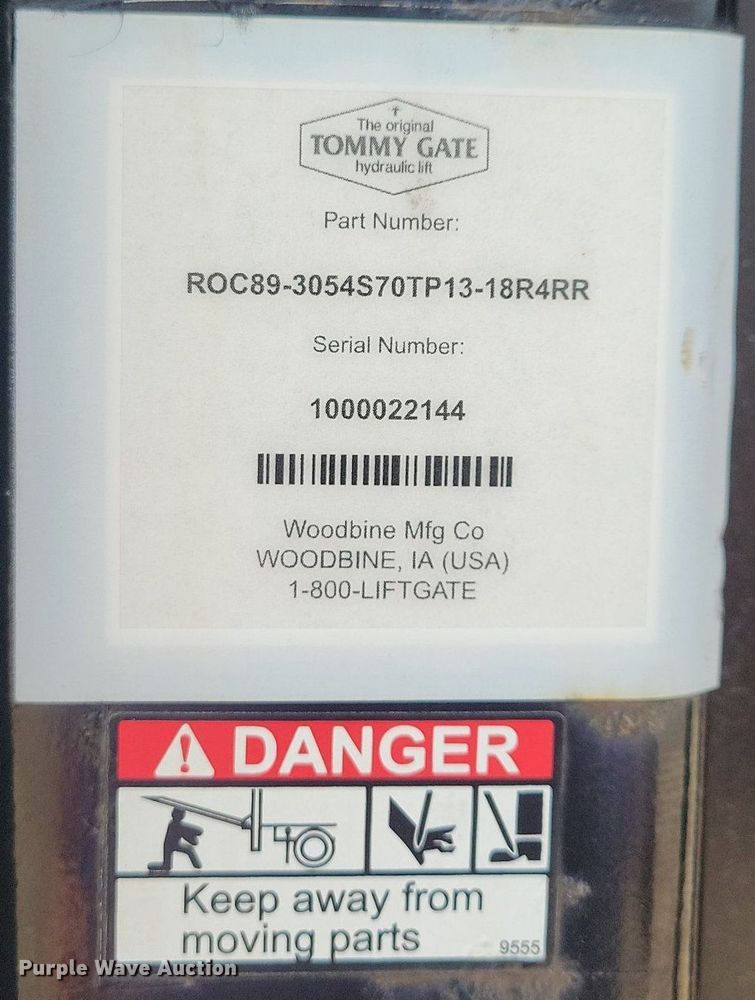 The original
TOMMY GATE
hydraulic lift
Part Number:
ROC89-3054S70TP13-18R4RR
Serial Number:
1000022144
Woodbine Mfg Co
WOODBINE, IA (USA)
1-800-LIFTGATE
DANGER
Keep away from
moving parts
9555
Purple Wave Auction